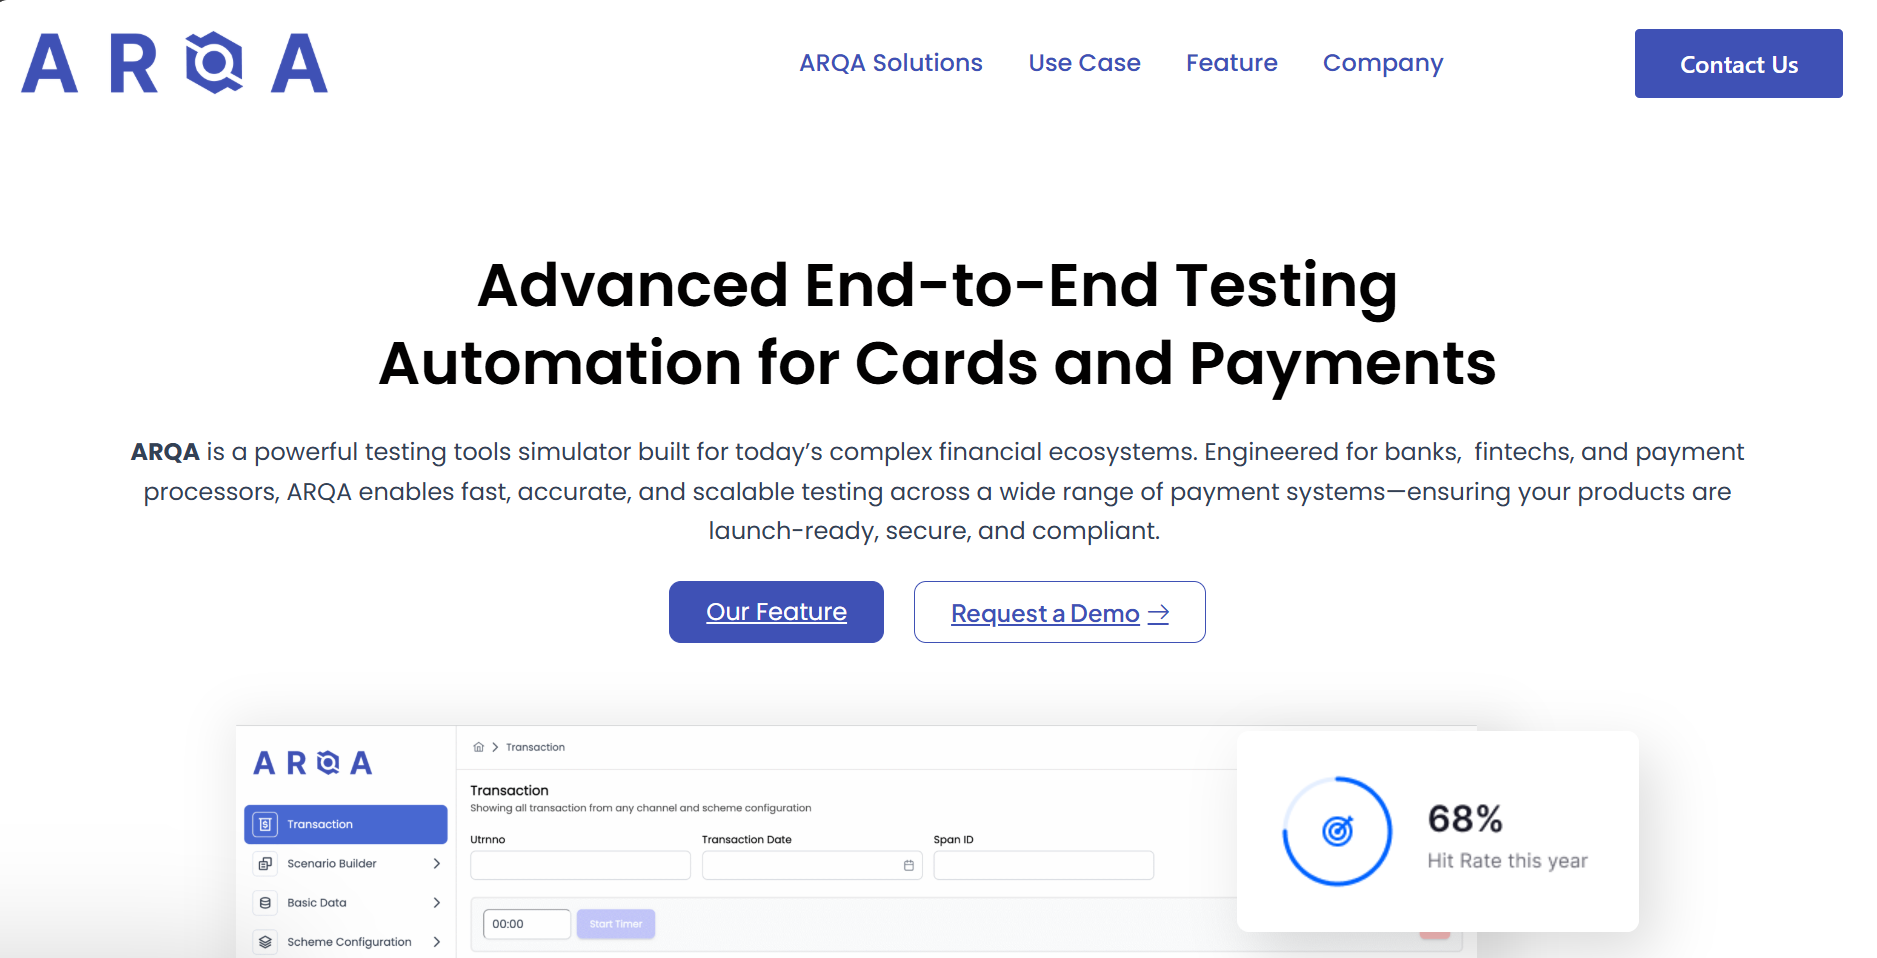 ARQA
ARQA Solutions Use Case Feature Company
Contact Us
Advanced End-to-End Testing
Automation for Cards and Payments
ARQA is a powerful testing tools simulator built for today’s complex financial ecosystems. Engineered for banks, fintechs, and payment
processors, ARQA enables fast, accurate, and scalable testing across a wide range of payment systems—ensuring your products are
launch-ready, secure, and compliant.
Our Feature
Request a Demo →
ARQA
Transaction
Scenario Builder
Basic Data
Scheme Configuration
Transaction
Transaction
Showing all transaction from any channel and scheme configuration
Utrnno Transaction Date Span ID
00:00 Start Timer
68%
Hit Rate this year